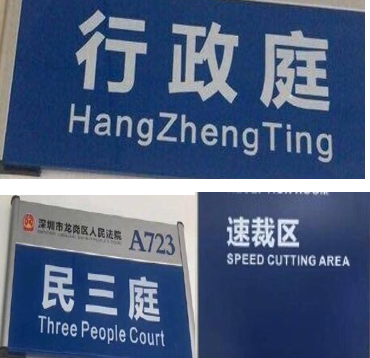 行政庭
HangZhengTing
深圳市龙岗区人民法院
A723
民三庭
Three People Court
速裁区
SPEED CUTTING AREA